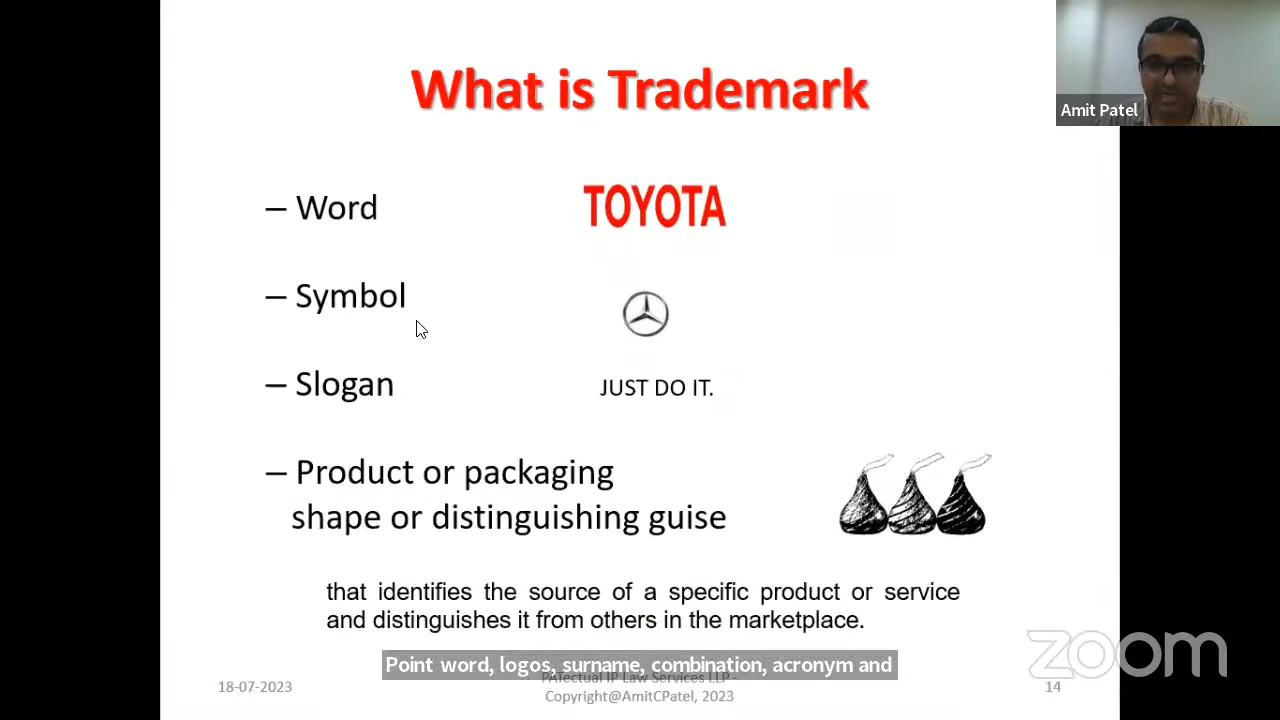 What is Trademark
Amit Patel
– Word
TOYOTA
– Symbol
– Slogan
JUST DO IT.
– Product or packaging
shape or distinguishing guise
that identifies the source of a specific product or service
and distinguishes it from others in the marketplace.
Point word, logos, surname, combination, acronym and
18-07-2023
PATectual IP Law Services LLP -
Copyright@AmitCPatel, 2023
14
zoom